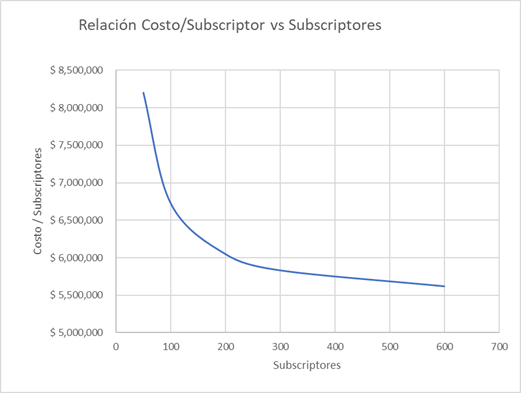 Relación Costo/Subscriptor vs Subscriptores
$ 8,500,000
$ 8,000,000
$ 7,500,000
$ 7,000,000
$ 6,500,000
$ 6,000,000
$ 5,500,000
$ 5,000,000
Costo / Subscriptores
0 100 200 300 400 500 600 700
Subscriptores